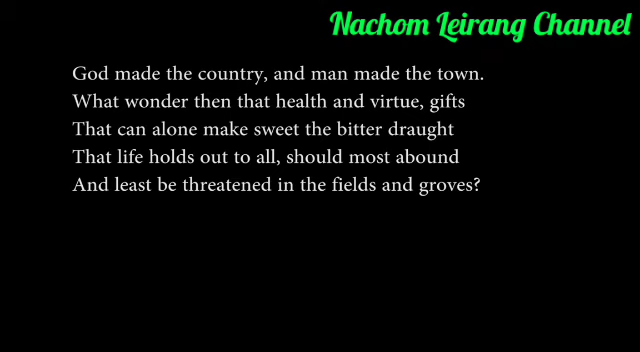 Nachom Leirang Channel
God made the country, and man made the town.
What wonder then that health and virtue, gifts
That can alone make sweet the bitter draught
That life holds out to all, should most abound
And least be threatened in the fields and groves?